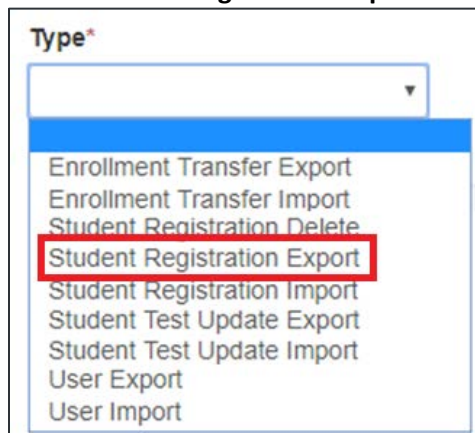 Type*
Enrollment Transfer Export
Enrollment Transfer Import
Student Registration Delete
Student Registration Export
Student Registration Import
Student Test Update Export
Student Test Update Import
User Export
User Import